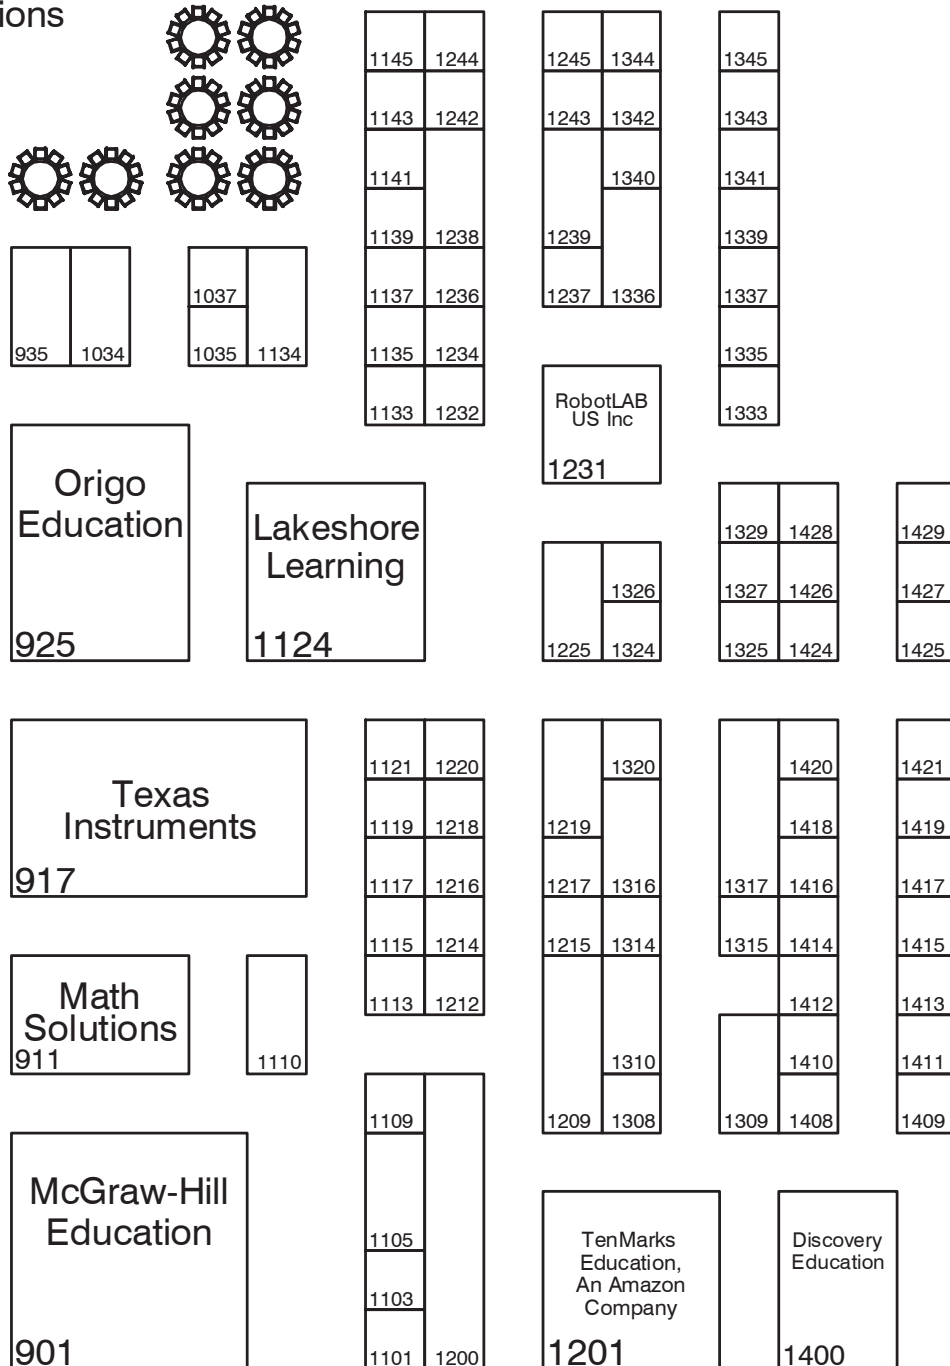 ions
1145 1244 1245 1344 1345
1143 1242 1243 1342 1343
1141 1340 1341
1139 1238 1239 1339
1037 1137 1236 1237 1336 1337
935 1034 1035 1134 1135 1234 1335
1133 1232 RobotLAB 1333
US Inc
1231
Origo
Education
925
Lakeshore
Learning
1124
1329 1428 1429
1326 1327 1426 1427
1225 1324 1325 1424 1425
Texas
Instruments
917
1121 1220 1320 1420 1421
1119 1218 1219 1418 1419
1117 1216 1217 1316 1317 1416 1417
1115 1214 1215 1314 1315 1414 1415
Math
Solutions
911
1113 1212 1412 1413
1110 1310 1410 1411
1109 1209 1308 1309 1408 1409
McGraw-Hill
Education
901
1105
1103
1101 1200
TenMarks
Education,
An Amazon
Company
1201
Discovery
Education
1400